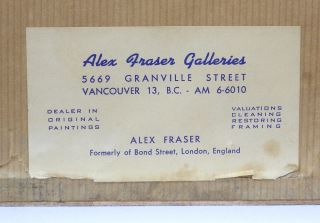 Alex Fraser Galleries
5669 GRANVILLE STREET
VANCOUVER 13, B.C. - AM 6-6010
DEALER IN
ORIGINAL
PAINTINGS
VALUATIONS
CLEANING
RESTORING
FRAMING
ALEX FRASER
Formerly of Bond Street, London, England